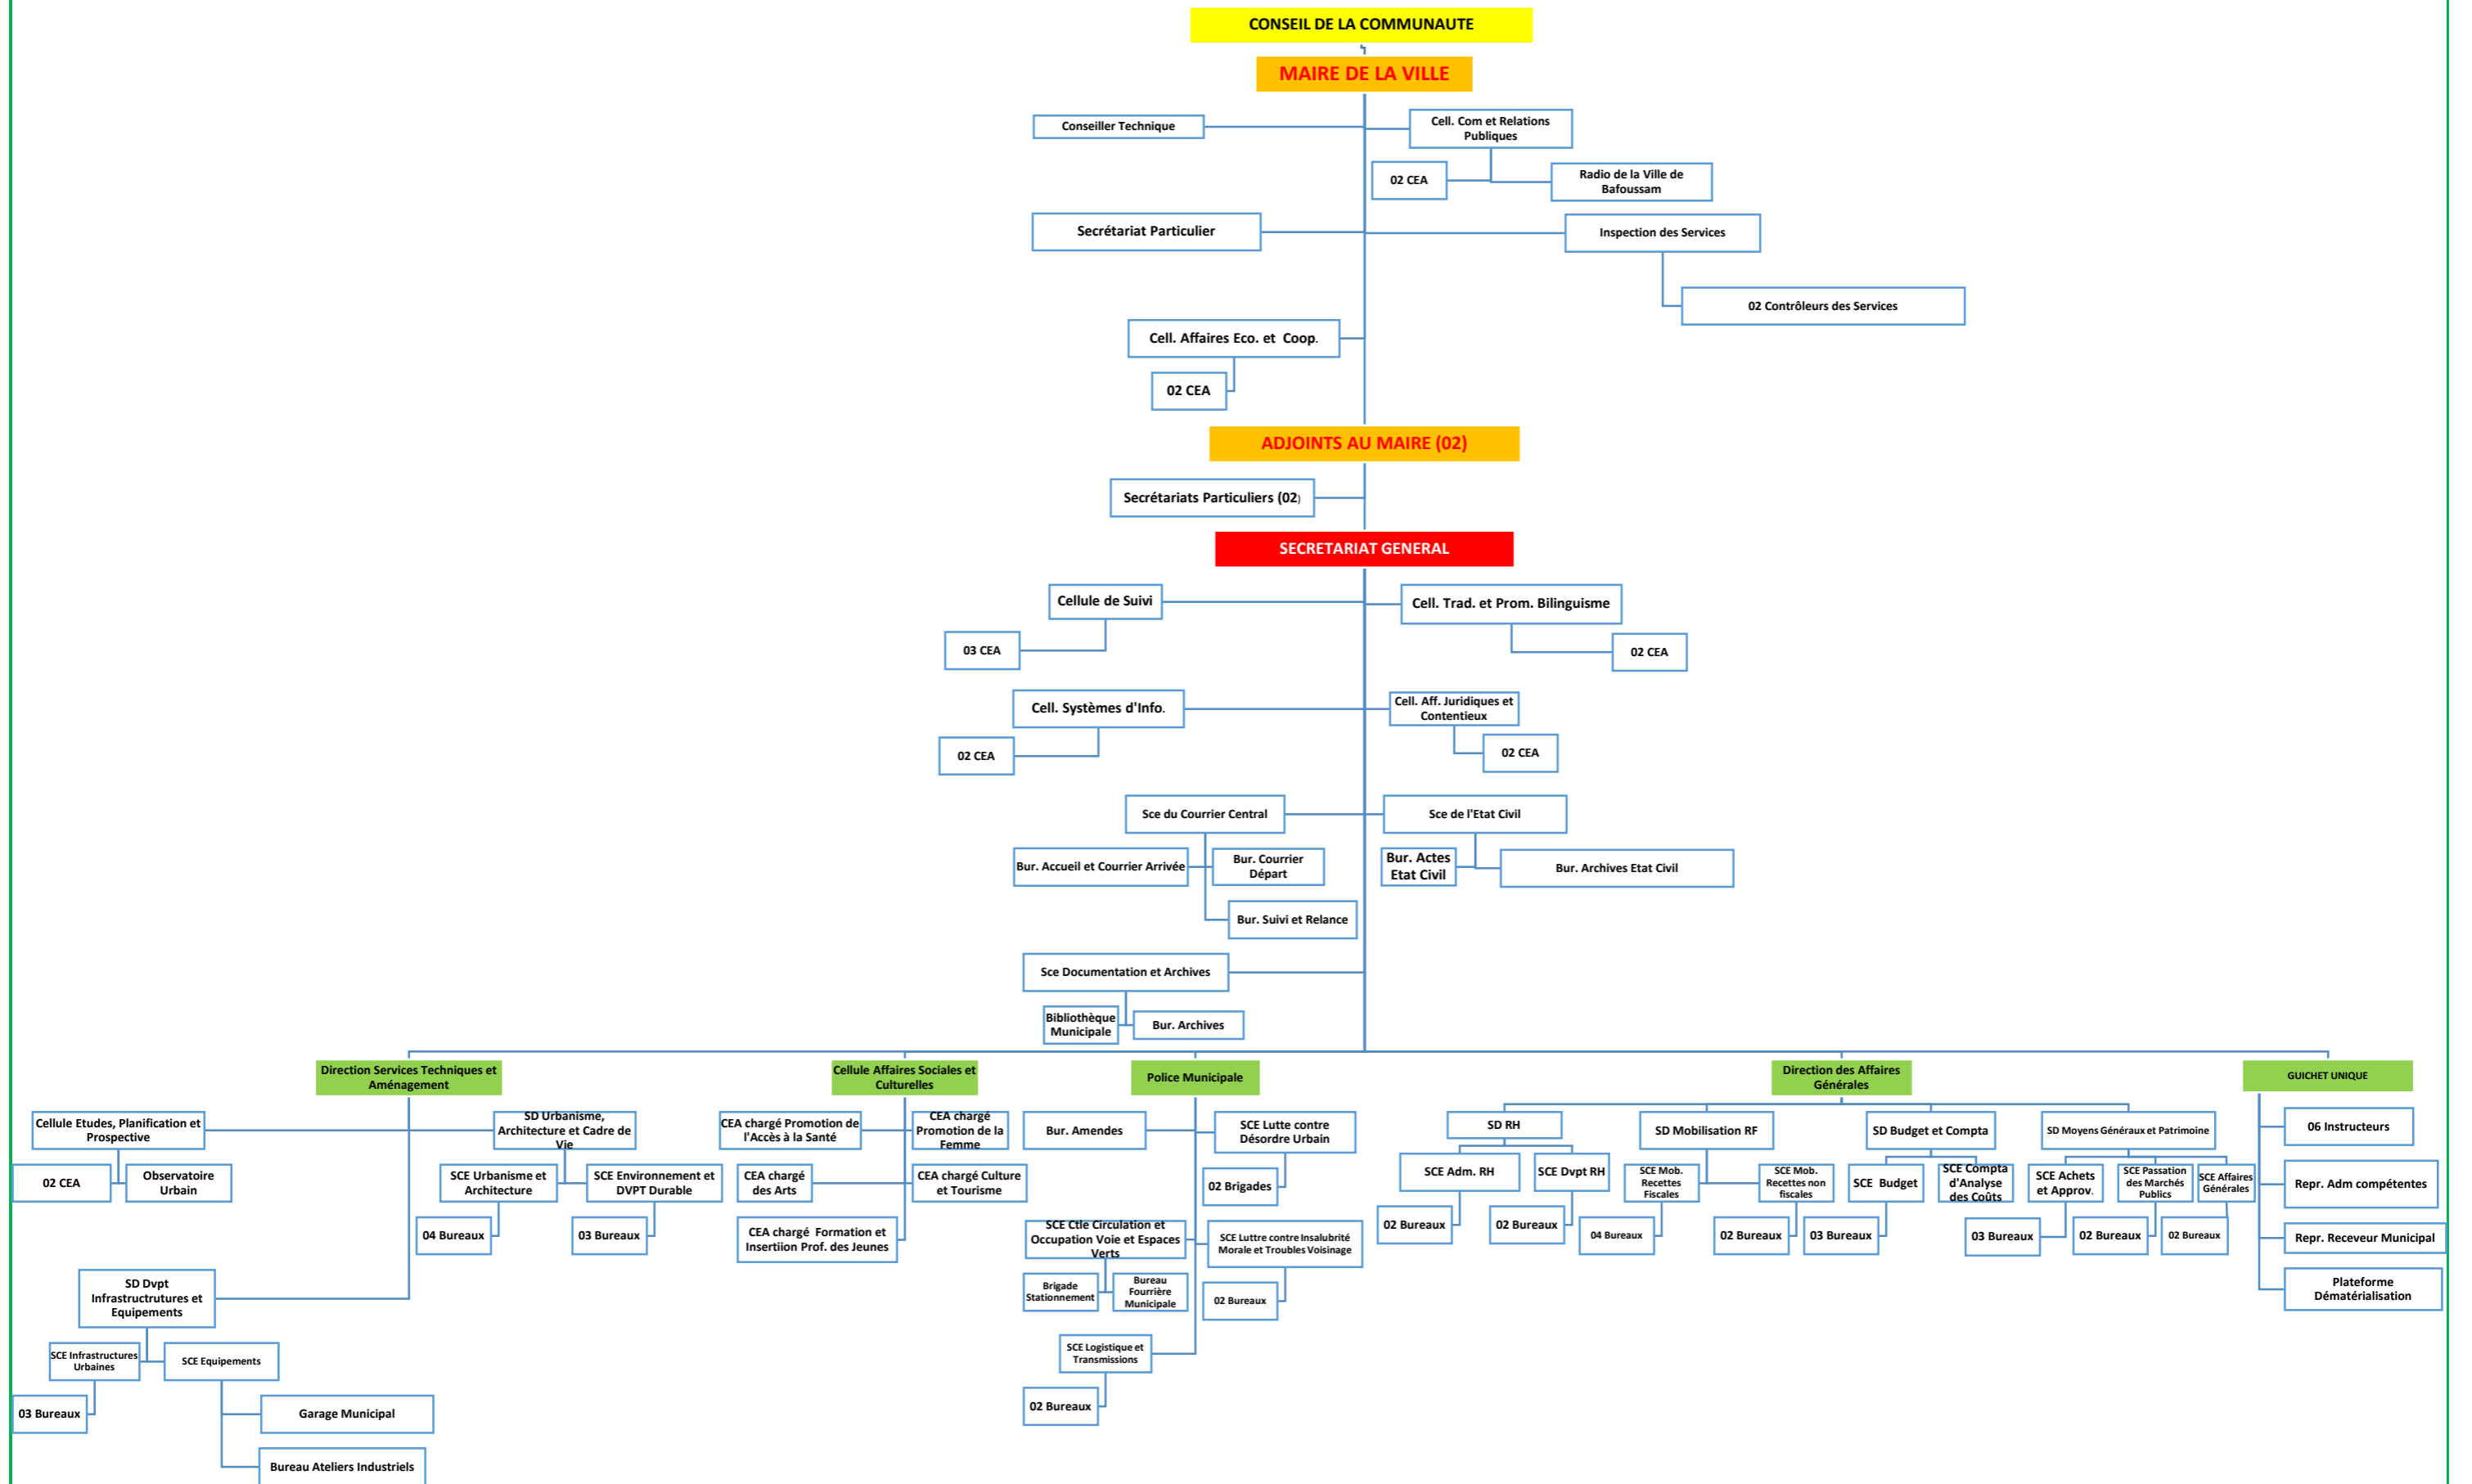 CONSEIL DE LA COMMUNAUTE
MAIRE DE LA VILLE
Conseiller Technique
Cell. Com et Relations
Publiques
02 CEA
Radio de la Ville de
Bafoussam
Secrétariat Particulier
Inspection des Services
02 Contrôleurs des Services
Cell. Affaires Eco. et  Coop.
02 CEA
ADJOINTS AU MAIRE (02)
Secrétariats Particuliers (02)
SECRETARIAT GENERAL
Cellule de Suivi
Cell. Trad. et Prom. Bilinguisme
03 CEA
02 CEA
Cell. Systèmes d'Info.
Cell. Aff. Juridiques et
Contentieux
02 CEA
02 CEA
Sce du Courrier Central
Sce de l'Etat Civil
Bur. Accueil et Courrier Arrivée
Bur. Courrier
Départ
Bur. Actes
Etat Civil
Bur. Archives Etat Civil
Bur. Suivi et Relance
Sce Documentation et Archives
Bibliothèque
Municipale
Bur. Archives
Direction Services Techniques et
Aménagement
Cellule Affaires Sociales et
Culturelles
Police Municipale
Direction des Affaires
Générales
GUICHET UNIQUE
Cellule Etudes, Planification et
Prospective
SD Urbanisme,
Architecture et Cadre de
Vie
02 CEA
Observatoire
Urbain
SCE Urbanisme et
Architecture
SCE Environnement et
DVPT Durable
04 Bureaux
03 Bureaux
SD Dvpt
Infrastructrutures et
Equipements
SCE Infrastructures
Urbaines
SCE Equipements
03 Bureaux
Garage Municipal
Bureau Ateliers Industriels
CEA chargé Promotion de
l'Accès à la Santé
CEA chargé
Promotion de la
Femme
CEA chargé
des Arts
CEA chargé Culture
et Tourisme
CEA chargé  Formation et
Insertiion Prof. des Jeunes
Bur. Amendes
SCE Lutte contre
Désordre Urbain
02 Brigades
SCE Ctle Circulation et
Occupation Voie et Espaces
Verts
SCE Luttre contre Insalubrité
Morale et Troubles Voisinage
Brigade
Stationnement
Bureau
Fourrière
Municipale
02 Bureaux
SCE Logistique et
Transmissions
02 Bureaux
SD RH
SD Mobilisation RF
SD Budget et Compta
SD Moyens Généraux et Patrimoine
SCE Adm. RH
SCE Dvpt RH
SCE Mob.
Recettes
Fiscales
SCE Mob.
Recettes non
fiscales
SCE  Budget
SCE Compta
d'Analyse
des Coûts
SCE Achets
et Approv.
SCE Passation
des Marchés
Publics
SCE Affaires
Générales
02 Bureaux
02 Bureaux
04 Bureaux
02 Bureaux
03 Bureaux
03 Bureaux
02 Bureaux
02 Bureaux
06 Instructeurs
Repr. Adm compétentes
Repr. Receveur Municipal
Plateforme
Dématérialisation